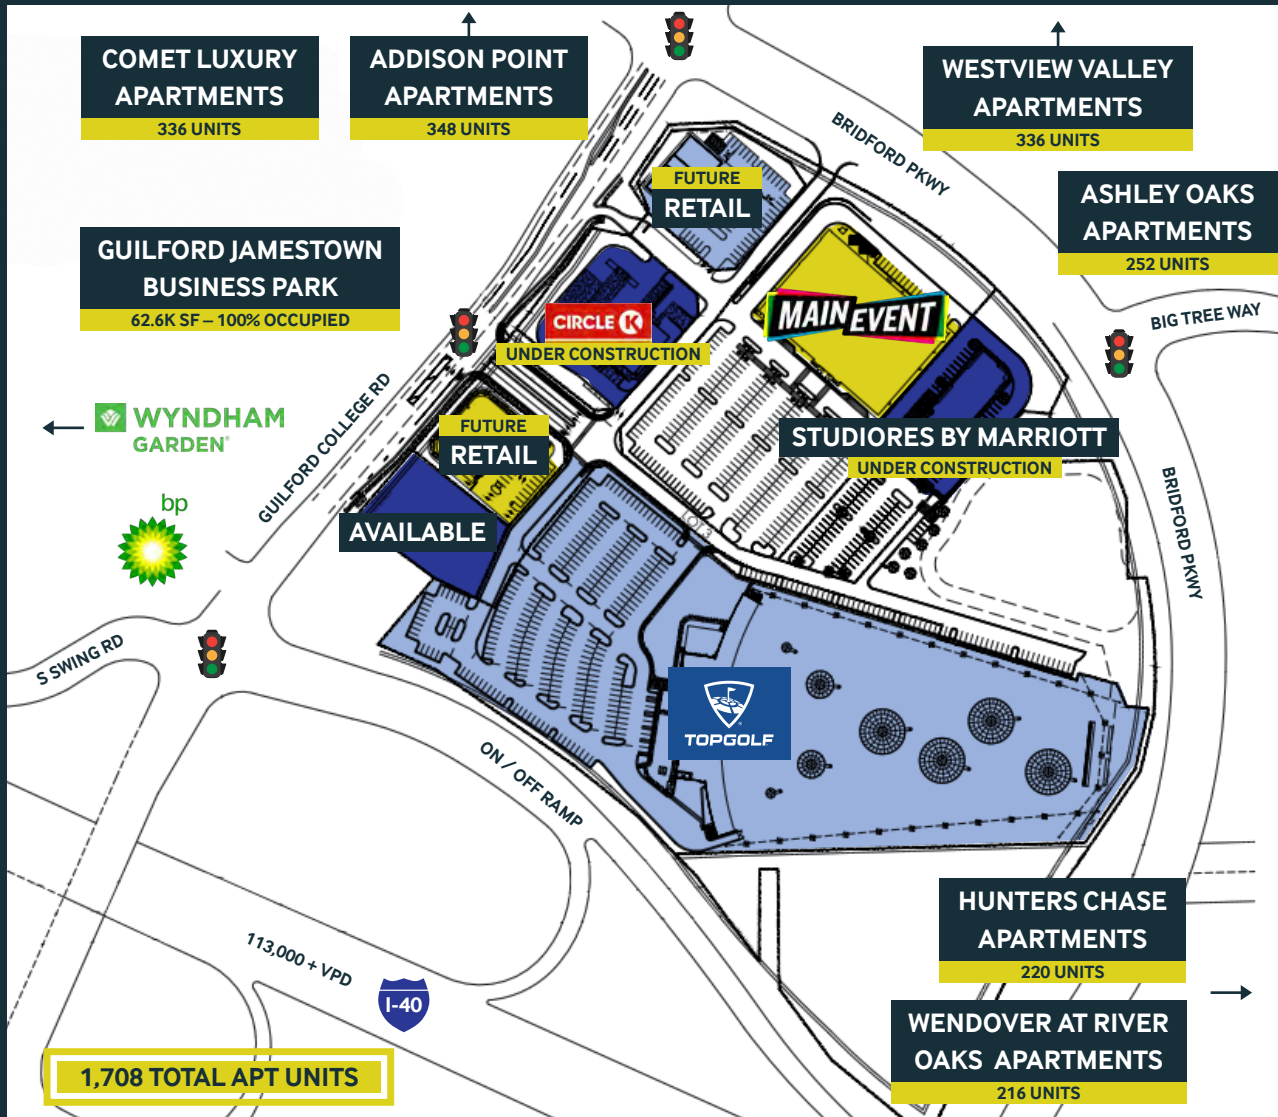 COMET LUXURY
APARTMENTS
336 UNITS
ADDISON POINT
APARTMENTS
348 UNITS
WESTVIEW VALLEY
APARTMENTS
336 UNITS
BRIDFORD PKWY
FUTURE
RETAIL
ASHLEY OAKS
APARTMENTS
252 UNITS
GUILFORD JAMESTOWN
BUSINESS PARK
62.6K SF – 100% OCCUPIED
CIRCLE K
UNDER CONSTRUCTION
MAIN EVENT
BIG TREE WAY
WYNDHAM
GARDEN®
GUILFORD COLLEGE RD
FUTURE
RETAIL
STUDIORES BY MARRIOTT
UNDER CONSTRUCTION
bp
AVAILABLE
BRIDFORD PKWY
S SWING RD
TOPGOLF
ON / OFF RAMP
113,000 + VPD
I-40
HUNTERS CHASE
APARTMENTS
220 UNITS
WENDOVER AT RIVER
OAKS APARTMENTS
216 UNITS
1,708 TOTAL APT UNITS